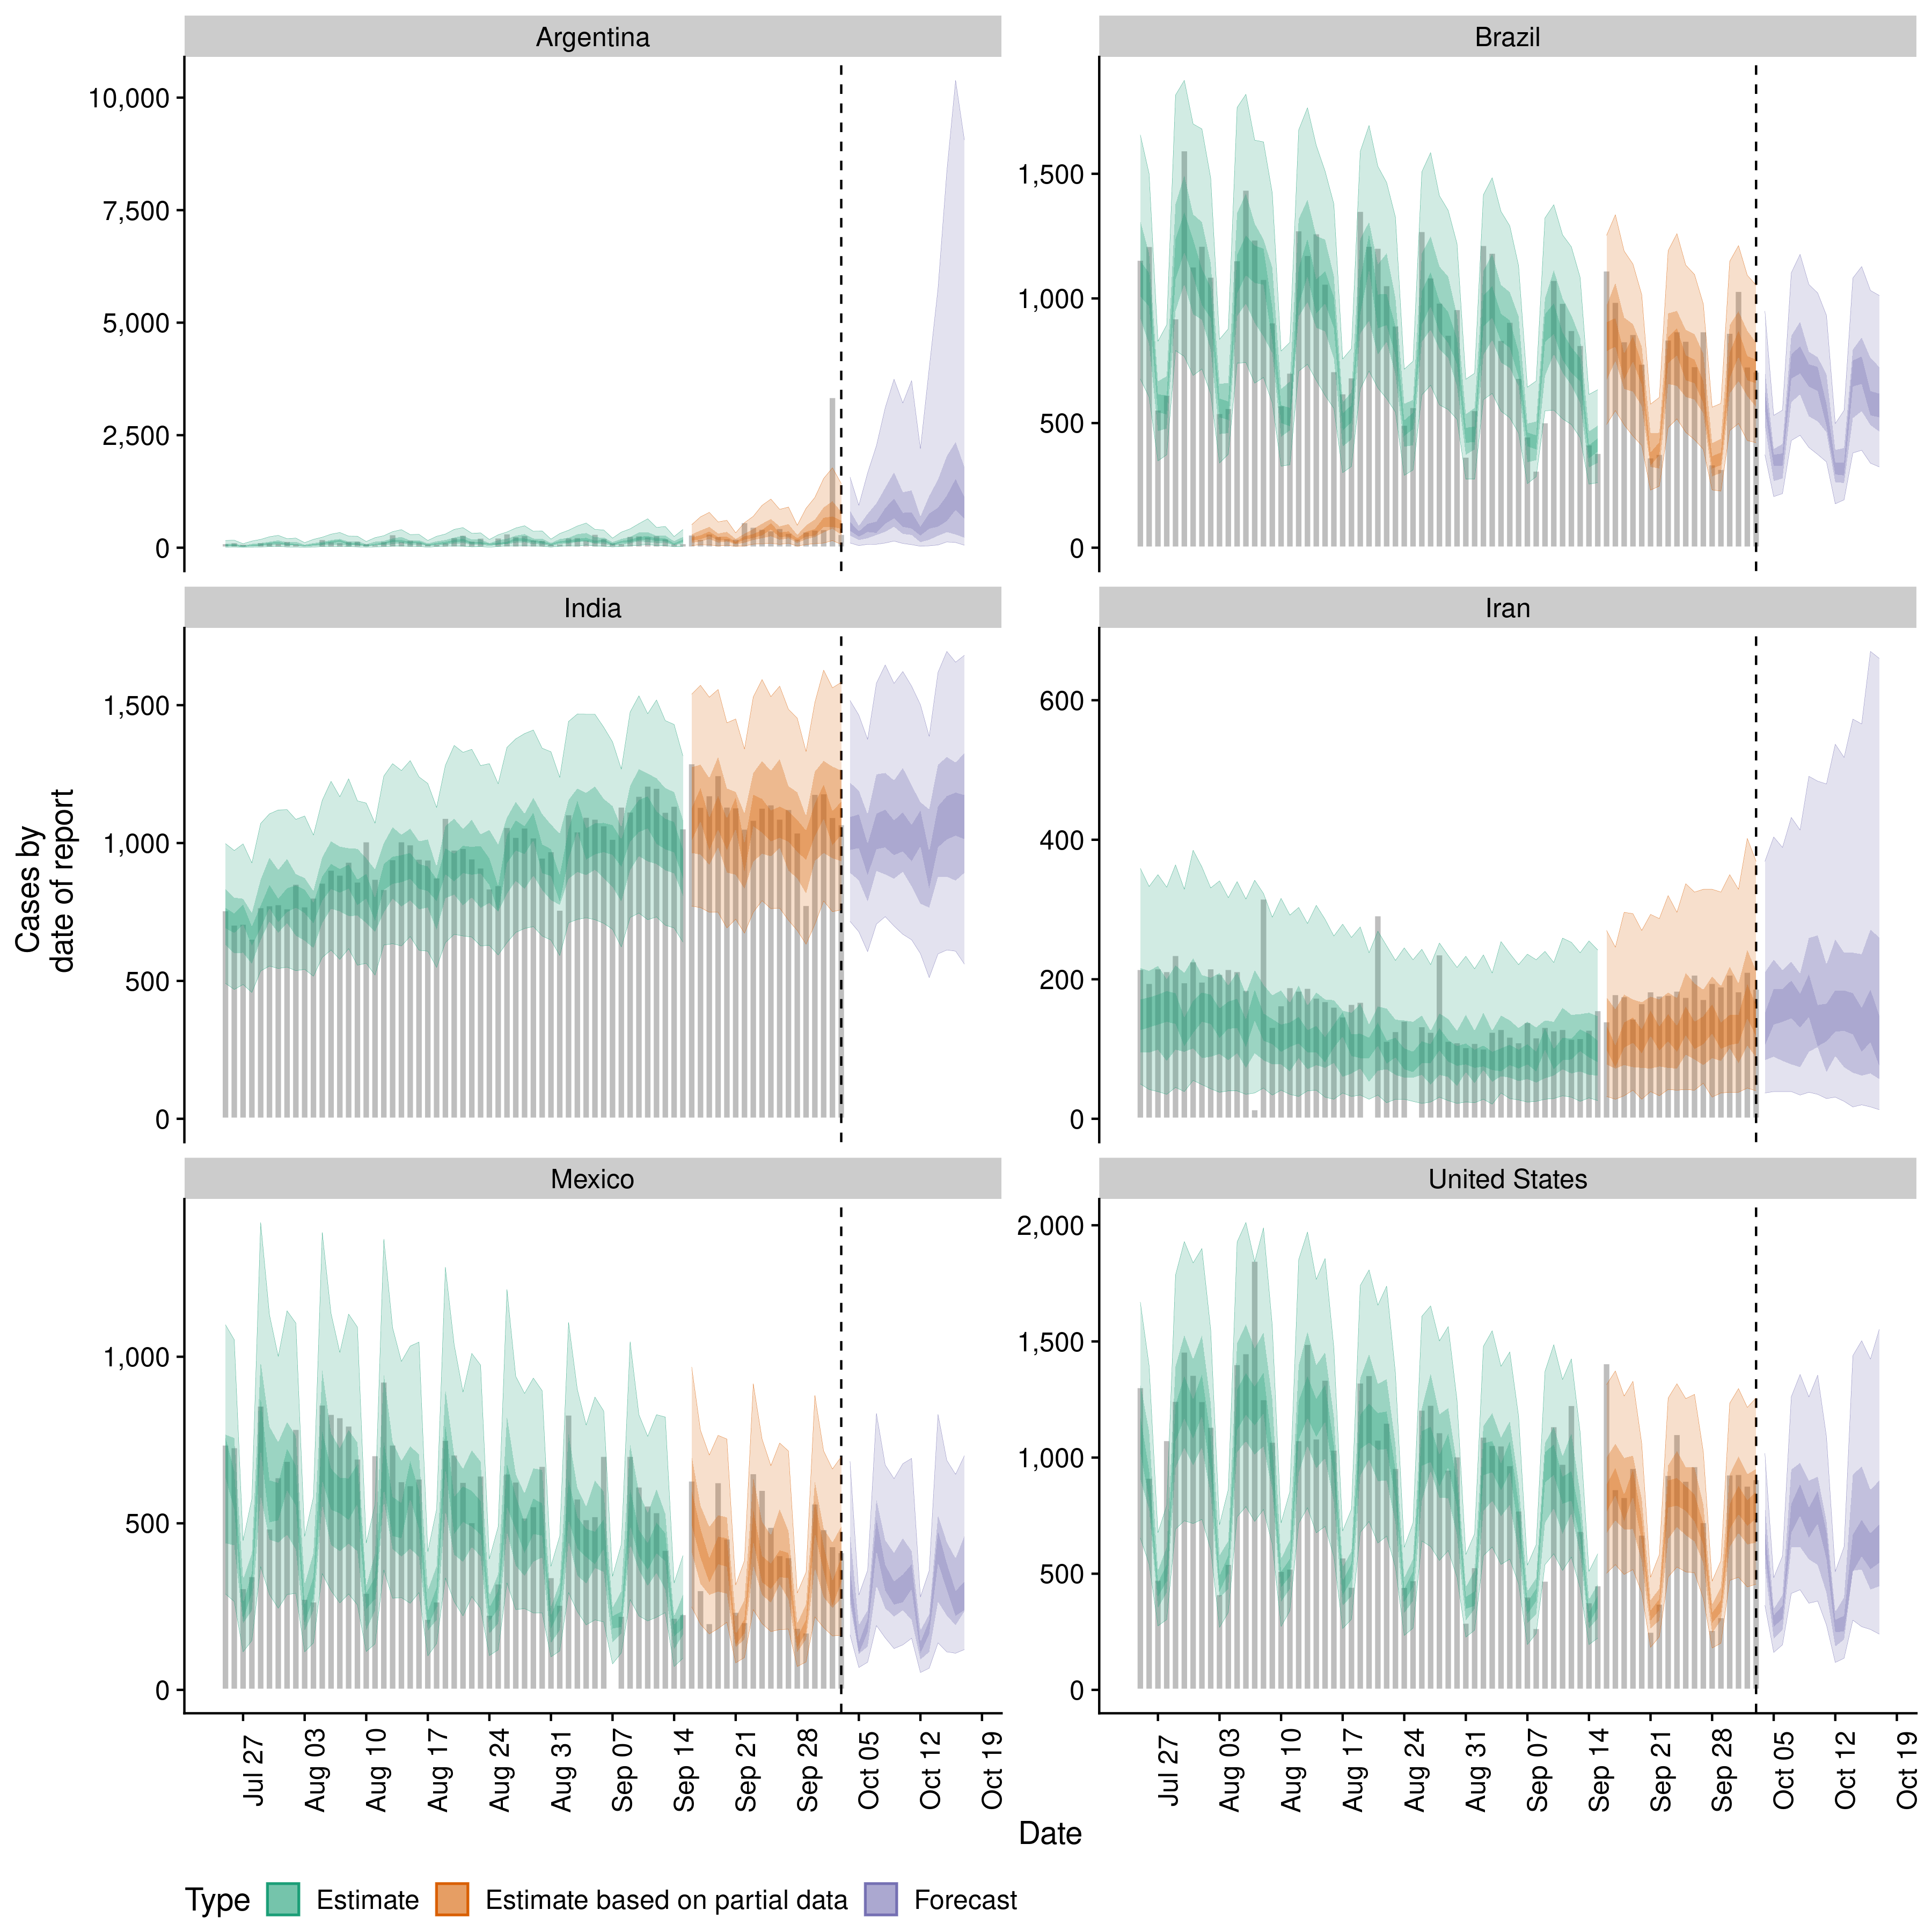 Argentina
Brazil
10,000
7,500
5,000
2,500
0
1,500
1,000
500
0
India
Iran
1,500
1,000
500
0
600
400
200
0
Cases by
date of report
Mexico
United States
1,000
500
0
2,000
1,500
1,000
500
0
Jul 27
Aug 03
Aug 10
Aug 17
Aug 24
Aug 31
Sep 07
Sep 14
Sep 21
Sep 28
Oct 05
Oct 12
Oct 19
Jul 27
Aug 03
Aug 10
Aug 17
Aug 24
Aug 31
Sep 07
Sep 14
Sep 21
Sep 28
Oct 05
Oct 12
Oct 19
Date
Type Estimate Estimate based on partial data Forecast